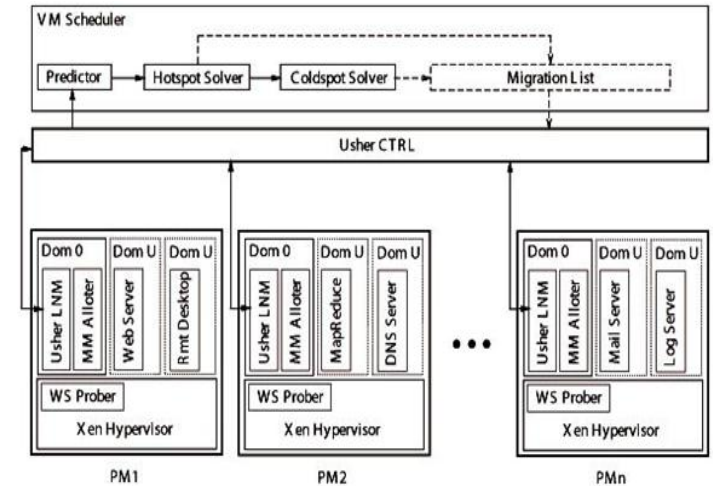 VM Scheduler
Predictor
Hotspot Solver
Coldspot Solver
Migration List
Usher CTRL
Dom 0
Dom U
Dom U
Usher LNM
MM Alloter
Web Server
Rmt Desktop
WS Prober
Xen Hypervisor
PM1
Dom 0
Dom U
Dom U
Usher LNM
MM Alloter
MapReduce
DNS Server
WS Prober
Xen Hypervisor
PM2
Dom 0
Dom U
Dom U
Usher LNM
MM Alloter
Mail Server
Log Server
WS Prober
Xen Hypervisor
PMn